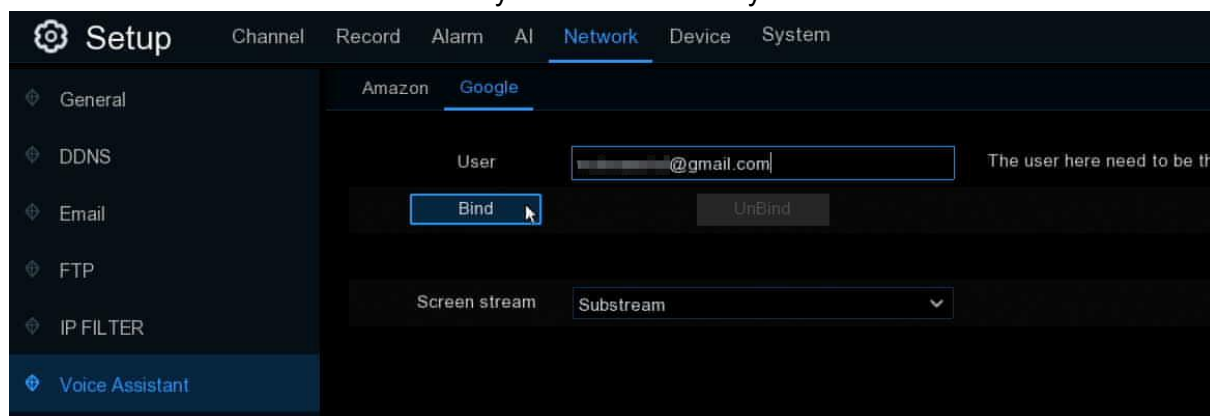 Setup Channel Record Alarm AI Network Device System
General
DDNS
Email
FTP
IP FILTER
Voice Assistant
Amazon Google
User @gmail.com The user here need to be
Bind UnBind
Screen stream Substream